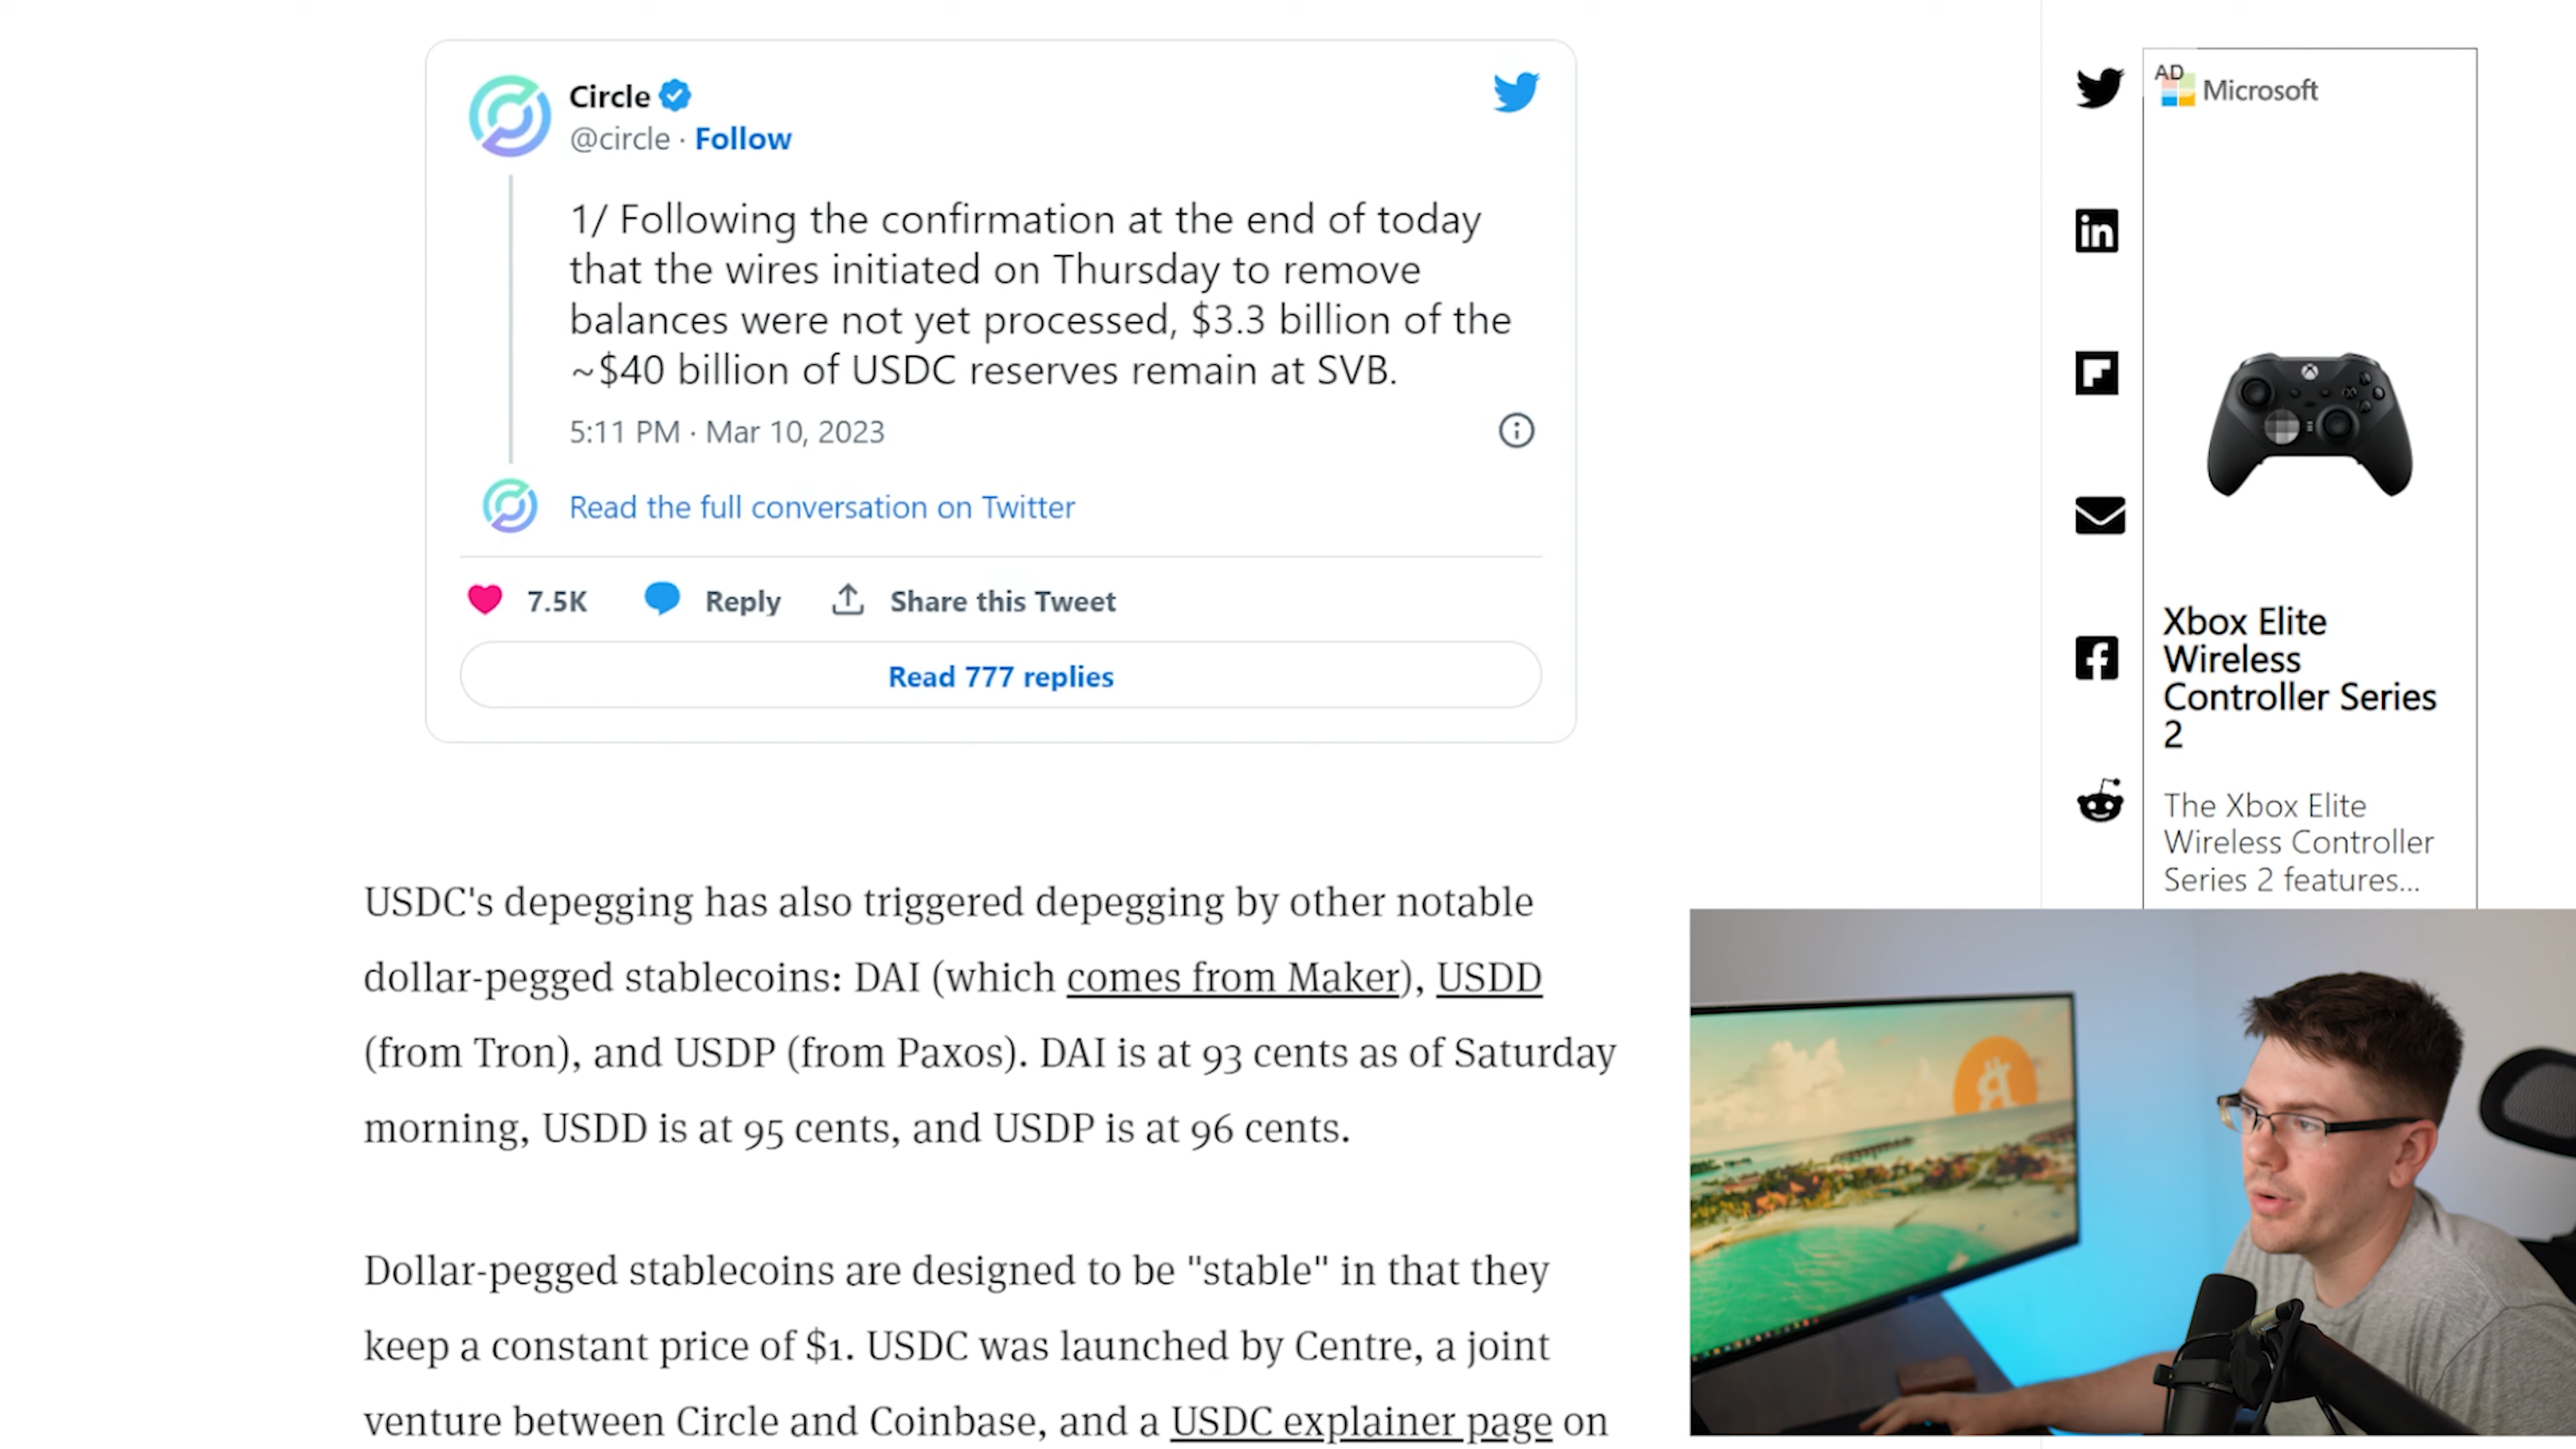 Circle
@circle · Follow
1/ Following the confirmation at the end of today
that the wires initiated on Thursday to remove
balances were not yet processed, $3.3 billion of the
~$40 billion of USDC reserves remain at SVB.
5:11 PM · Mar 10, 2023
Read the full conversation on Twitter
7.5K Reply Share this Tweet
Read 777 replies
USDC's depegging has also triggered depegging by other notable
dollar-pegged stablecoins: DAI (which comes from Maker), USDD
(from Tron), and USDP (from Paxos). DAI is at 93 cents as of Saturday
morning, USDD is at 95 cents, and USDP is at 96 cents.
Dollar-pegged stablecoins are designed to be "stable" in that they
keep a constant price of $1. USDC was launched by Centre, a joint
venture between Circle and Coinbase, and a USDC explainer page on
in
AD
Microsoft
Xbox Elite
Wireless
Controller Series
2
The Xbox Elite
Wireless Controller
Series 2 features...